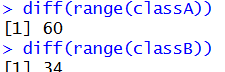 > diff(range(classA))
[1] 60
> diff(range(classB))
[1] 34